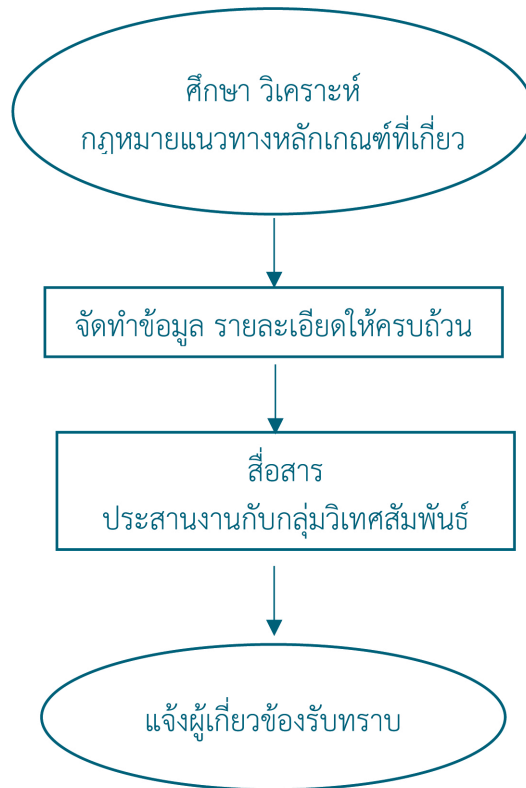 ศึกษา วิเคราะห์
กฎหมายแนวทางหลักเกณฑ์ที่เกี่ยว
จัดทำข้อมูล รายละเอียดให้ครบถ้วน
สื่อสาร
ประสานงานกับกลุ่มวิเทศสัมพันธ์
แจ้งผู้เกี่ยวข้องรับทราบ